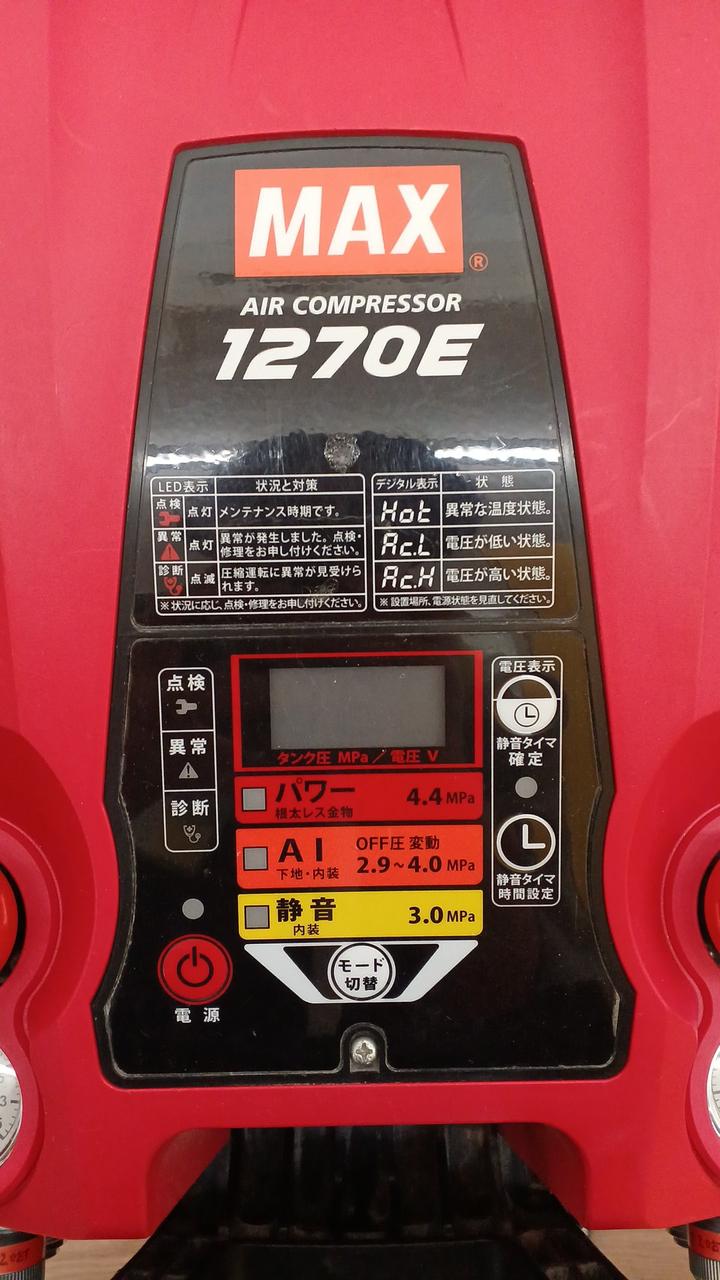 MAX
®
AIR COMPRESSOR
1270E
LED表示 状況と対策
点検 点灯 メンテナンス時期です。
異常 点灯 異常が発生しました。点検・
修理をお申し付けください。
診断 点滅 圧縮運転に異常が見受けら
れます。
※状況に応じ、点検・修理をお申し付けください。
デジタル表示 状態
Hot 異常な温度状態。
Ac.L 電圧が低い状態。
Ac.H 電圧が高い状態。
※設置場所、電源状態を見直してください。
点検
異常
診断
タンク圧 MPa／電圧 V
パワー 4.4 MPa
根太レス金物
AI OFF圧 変動
下地・内装 2.9~4.0 MPa
静音 3.0 MPa
内装
モード
切替
電源
電圧表示
静音タイマ
確定
静音タイマ
時間設定